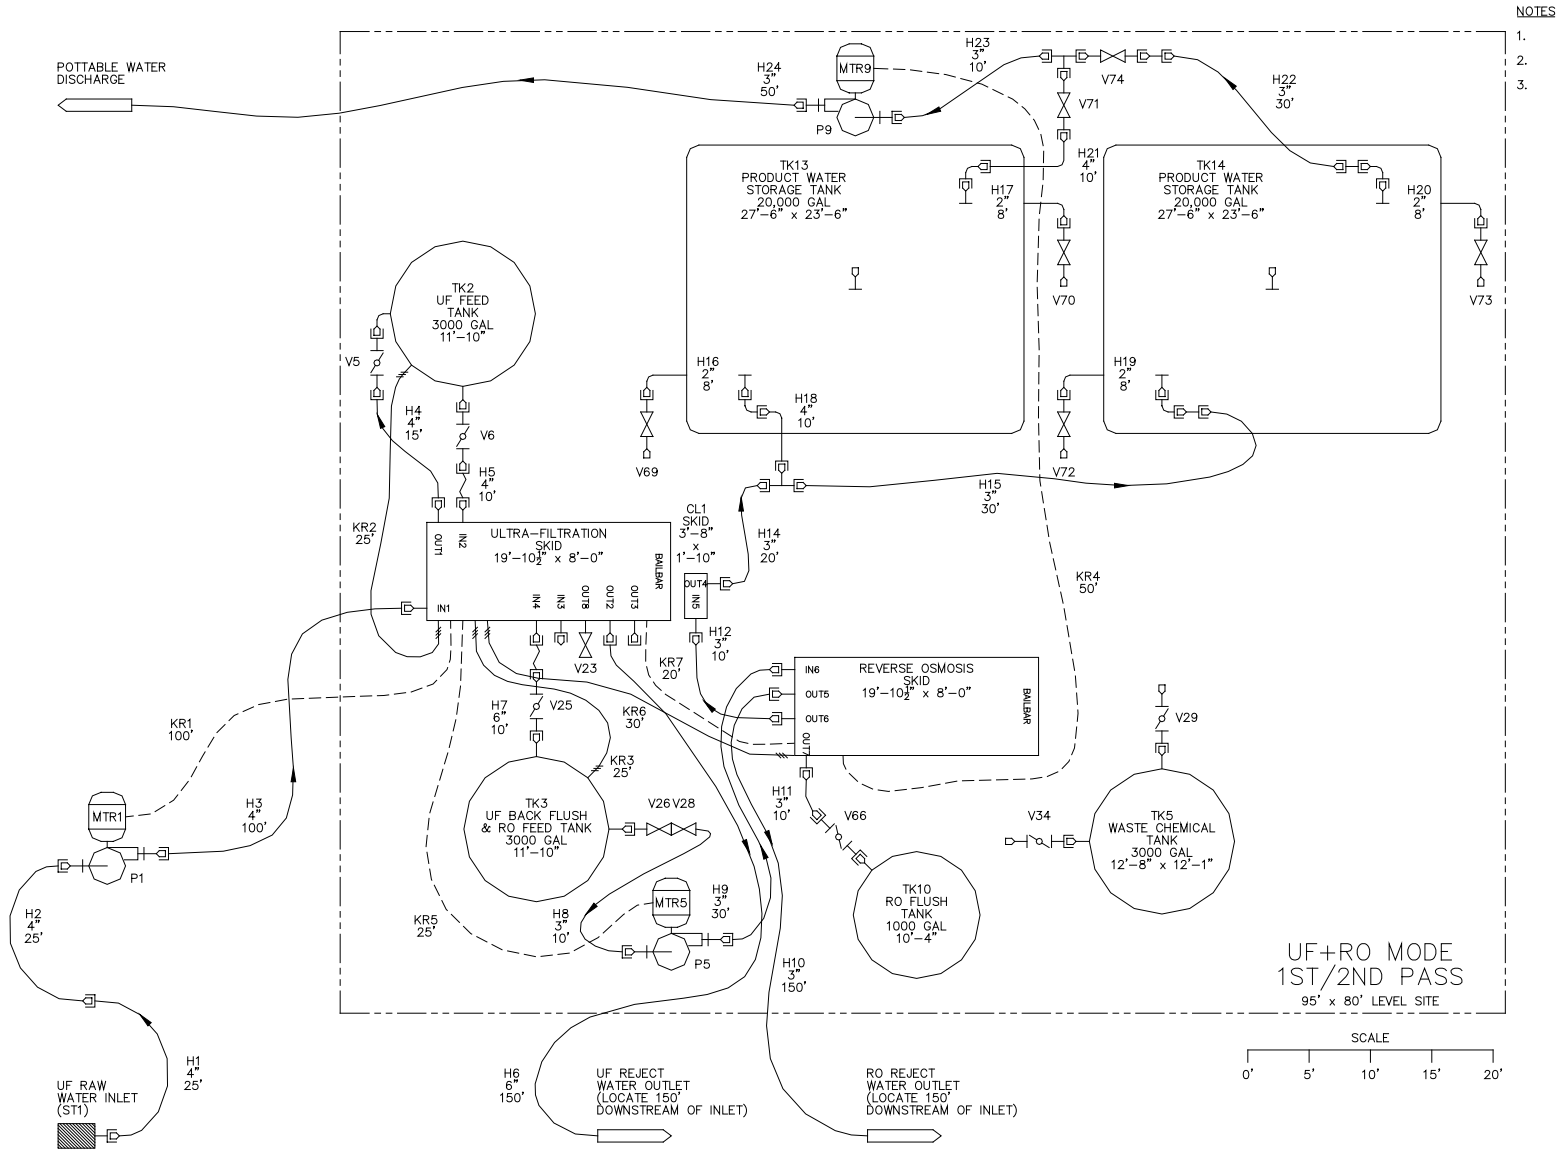 NOTES
1.
2.
3.
POTTABLE WATER
DISCHARGE
H24
3"
50'
MTR9
P9
H23
3"
10'
V74
V71
H22
3"
30'
H21
4"
10'
TK13
PRODUCT WATER
STORAGE TANK
20,000 GAL
27'-6" x 23'-6"
H17
2"
8'
V70
TK14
PRODUCT WATER
STORAGE TANK
20,000 GAL
27'-6" x 23'-6"
H20
2"
8'
V73
TK2
UF FEED
TANK
3000 GAL
11'-10"
V5
H4
4"
15'
V6
H5
4"
10'
H16
2"
8'
V69
H18
4"
10'
H19
2"
8'
V72
H15
3"
30'
KR2
25'
OUT1
IN2
ULTRA-FILTRATION
SKID
19'-10½" x 8'-0"
BAILBAR
IN1
IN4
IN3
OUT8
OUT2
OUT3
V23
CL1
SKID
3'-8"
x
1'-10"
OUT4
IN5
H14
3"
20'
H12
3"
10'
KR4
50'
KR7
20'
KR6
30'
IN6
OUT5
OUT6
OUT7
REVERSE OSMOSIS
SKID
19'-10½" x 8'-0"
BAILBAR
H7
6"
10'
V25
KR3
25'
KR1
100'
V29
TK3
UF BACK FLUSH
& RO FEED TANK
3000 GAL
11'-10"
V26
V28
H11
3"
10'
V66
V34
TK5
WASTE CHEMICAL
TANK
3000 GAL
12'-8" x 12'-1"
MTR1
P1
H3
4"
100'
H2
4"
25'
KR5
25'
H8
3"
10'
MTR5
P5
H9
3"
30'
TK10
RO FLUSH
TANK
1000 GAL
10'-4"
H10
3"
150'
UF+RO MODE
1ST/2ND PASS
95' x 80' LEVEL SITE
SCALE
0'
5'
10'
15'
20'
H1
4"
25'
UF RAW
WATER INLET
(ST1)
H6
6"
150'
UF REJECT
WATER OUTLET
(LOCATE 150'
DOWNSTREAM OF INLET)
RO REJECT
WATER OUTLET
(LOCATE 150'
DOWNSTREAM OF INLET)